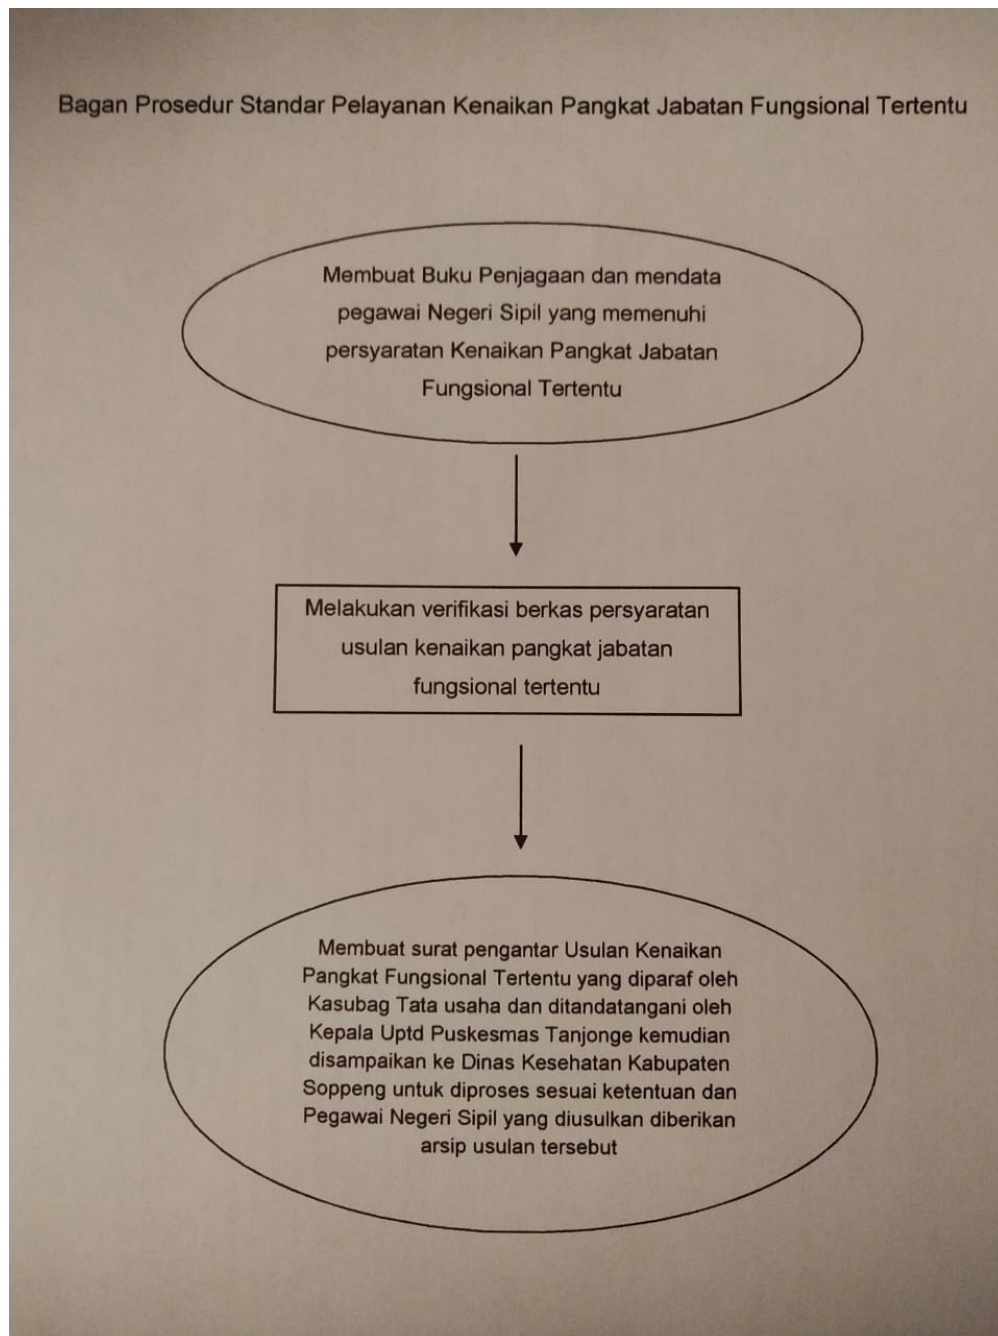 Bagan Prosedur Standar Pelayanan Kenaikan Pangkat Jabatan Fungsional Tertentu
Membuat Buku Penjagaan dan mendata
pegawai Negeri Sipil yang memenuhi
persyaratan Kenaikan Pangkat Jabatan
Fungsional Tertentu
Melakukan verifikasi berkas persyaratan
usulan kenaikan pangkat jabatan
fungsional tertentu
Membuat surat pengantar Usulan Kenaikan
Pangkat Fungsional Tertentu yang diparaf oleh
Kasubag Tata usaha dan ditandatangani oleh
Kepala Uptd Puskesmas Tanjonge kemudian
disampaikan ke Dinas Kesehatan Kabupaten
Soppeng untuk diproses sesuai ketentuan dan
Pegawai Negeri Sipil yang diusulkan diberikan
arsip usulan tersebut